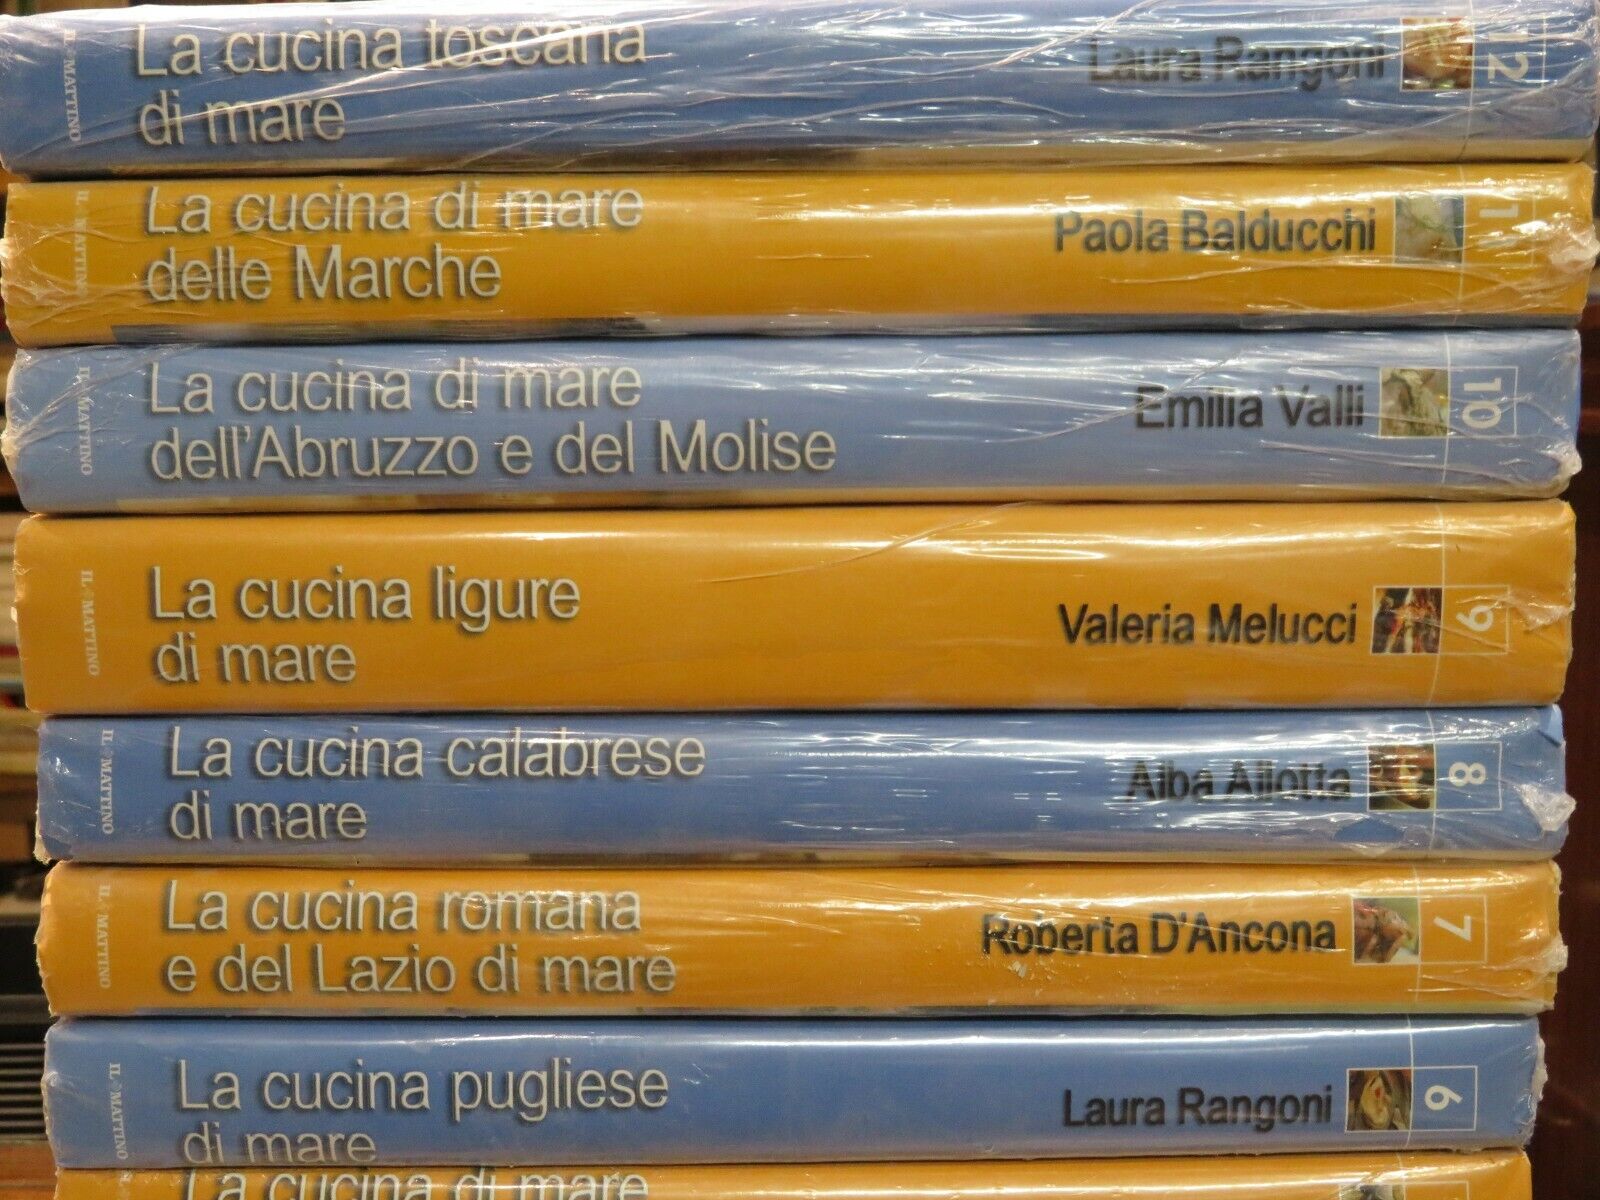 IL MATTINO
La cucina toscana
di mare
Laura Rangoni
12
IL MATTINO
La cucina di mare
delle Marche
Paola Balducchi
11
IL MATTINO
La cucina di mare
dell'Abruzzo e del Molise
Emilia Valli
10
IL MATTINO
La cucina ligure
di mare
Valeria Melucci
9
IL MATTINO
La cucina calabrese
di mare
Alba Allotta
8
IL MATTINO
La cucina romana
e del Lazio di mare
Roberta D'Ancona
7
IL MATTINO
La cucina pugliese
di mare
Laura Rangoni
6
La cucina di mare